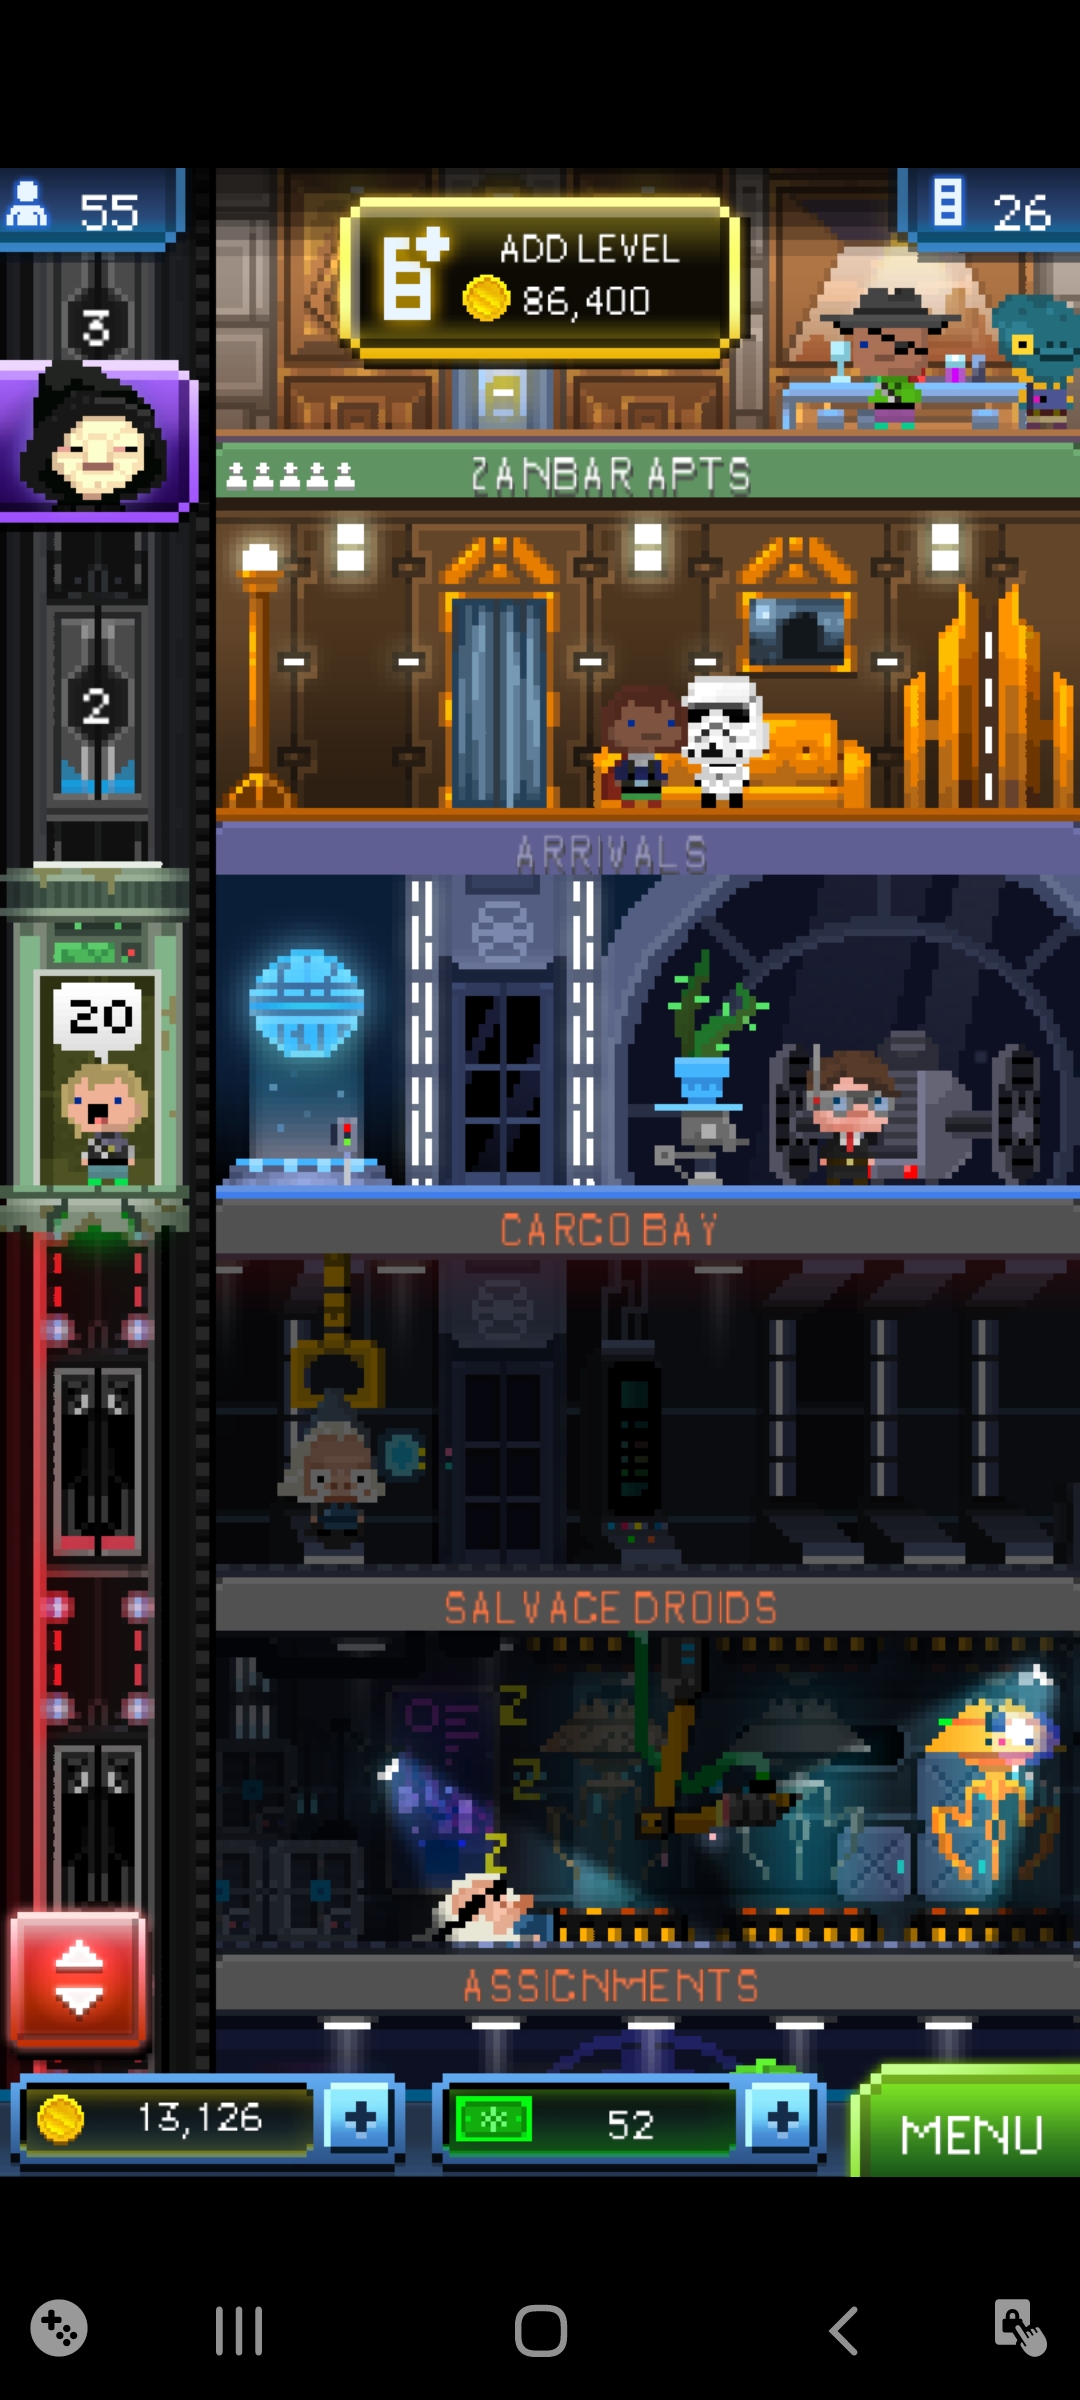 55
26
ADD LEVEL
86,400
3
ZANBAR APTS
2
ARRIVALS
20
CARGO BAY
SALVAGE DROIDS
Z
Z
Z
ASSIGNMENTS
13,126
52
MENU